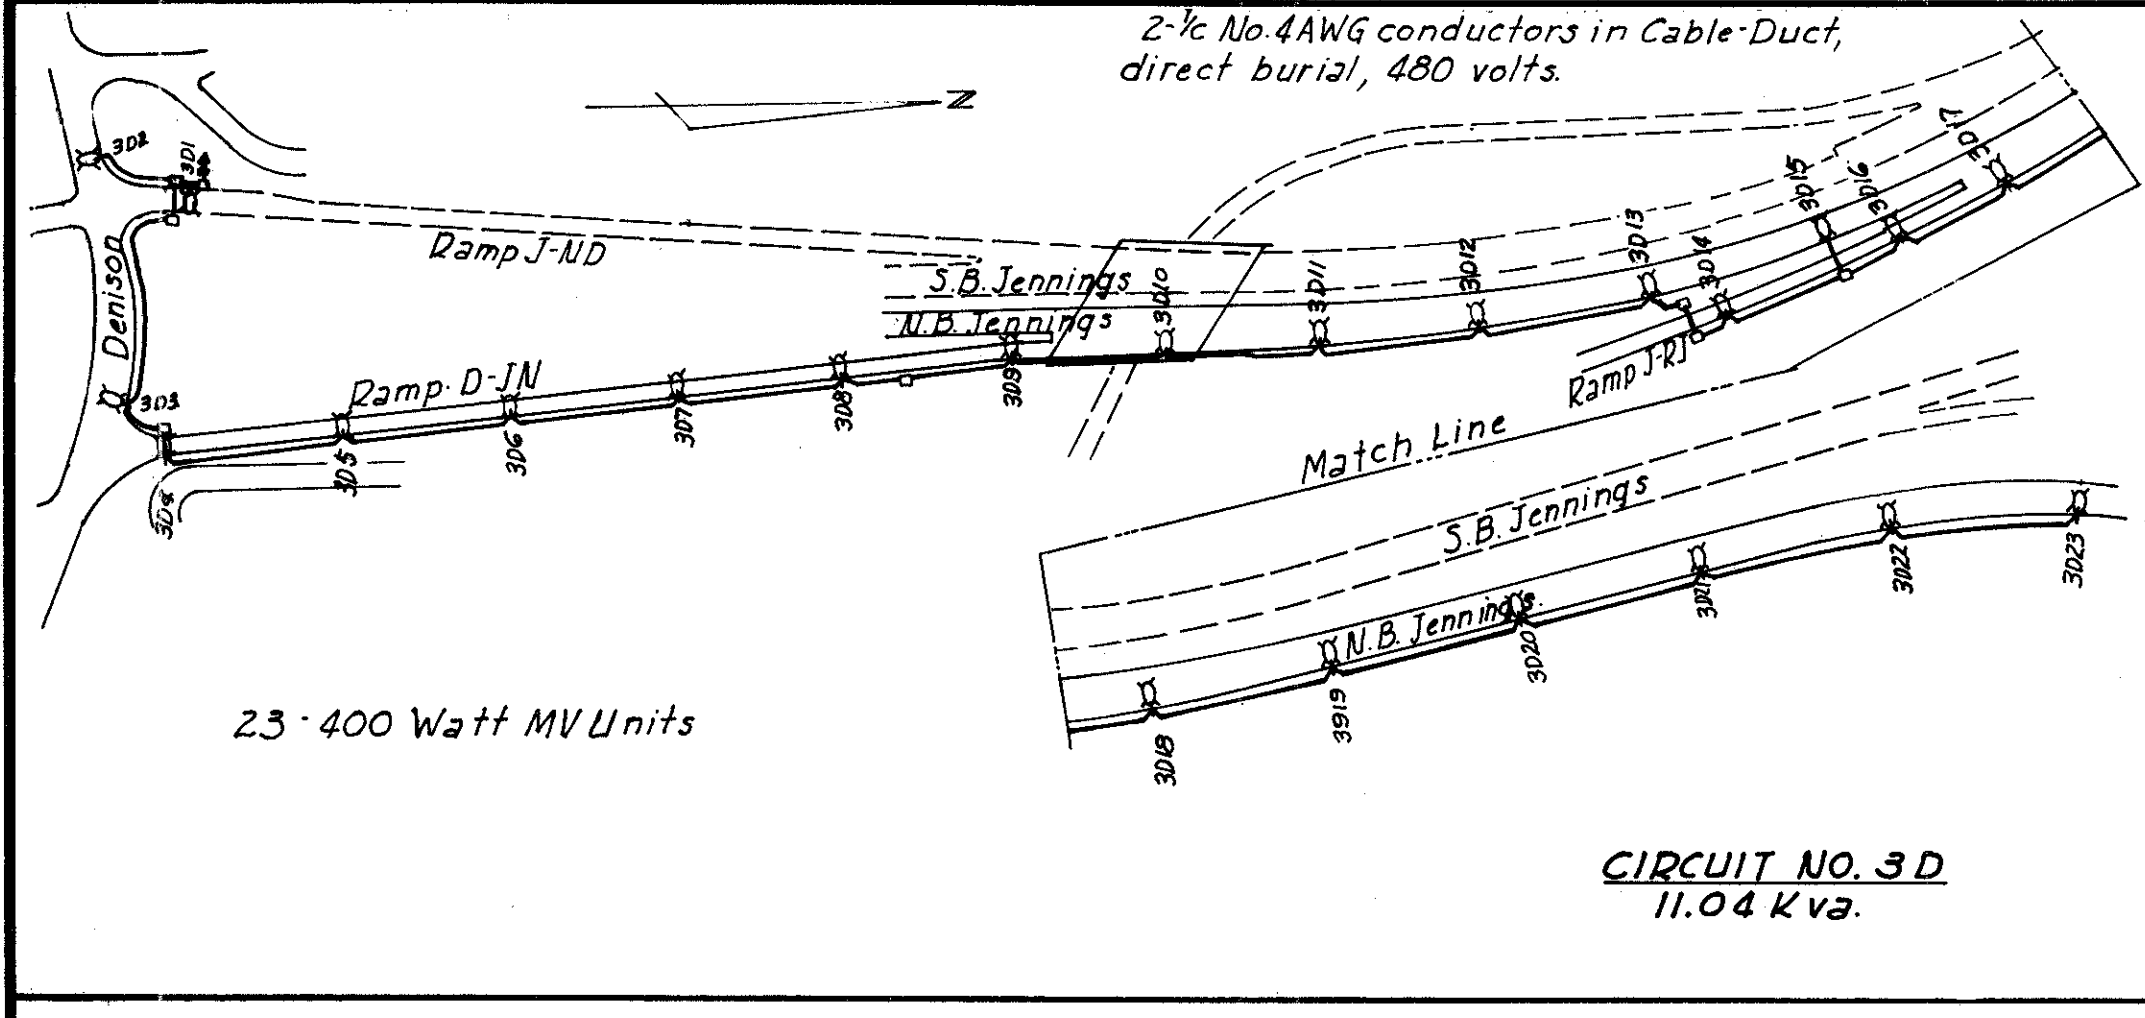 2-1/c No. 4 AWG conductors in Cable-Duct,
direct burial, 480 volts.
N
3D2
3D1
Denison
3D3
3D4
Ramp J-ND
Ramp D-JN
S.B. Jennings
N.B. Jennings
3D5
3D6
3D7
3D8
3D9
3D10
3D11
3D12
3D13
3D14
3D15
3D16
3D17
Ramp J-RJ
Match Line
S.B. Jennings
N.B. Jennings
3D18
3919
3D20
3D21
3D22
3D23
23 - 400 Watt MV Units
CIRCUIT NO. 3D
11.04 Kva.